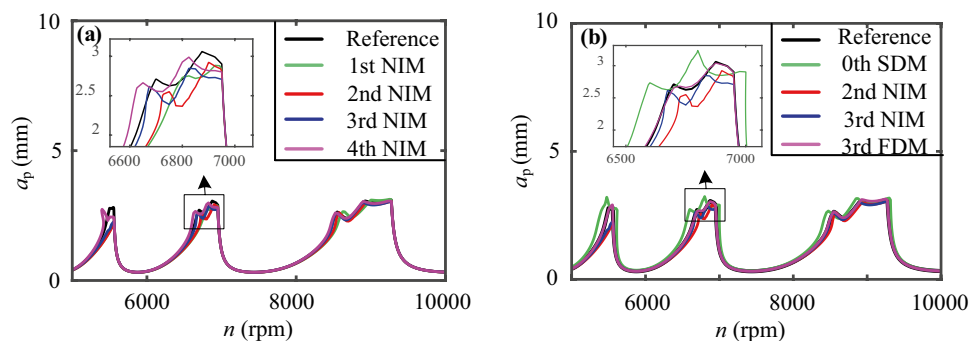 10
(a)
3
2.5
2
6600
6800
7000
Reference
1st NIM
2nd NIM
3rd NIM
4th NIM
5
0
ap (mm)
6000
8000
10000
n (rpm)
10
(b)
3
2.5
2
6500
7000
Reference
0th SDM
2nd NIM
3rd NIM
3rd FDM
5
0
ap (mm)
6000
8000
10000
n (rpm)